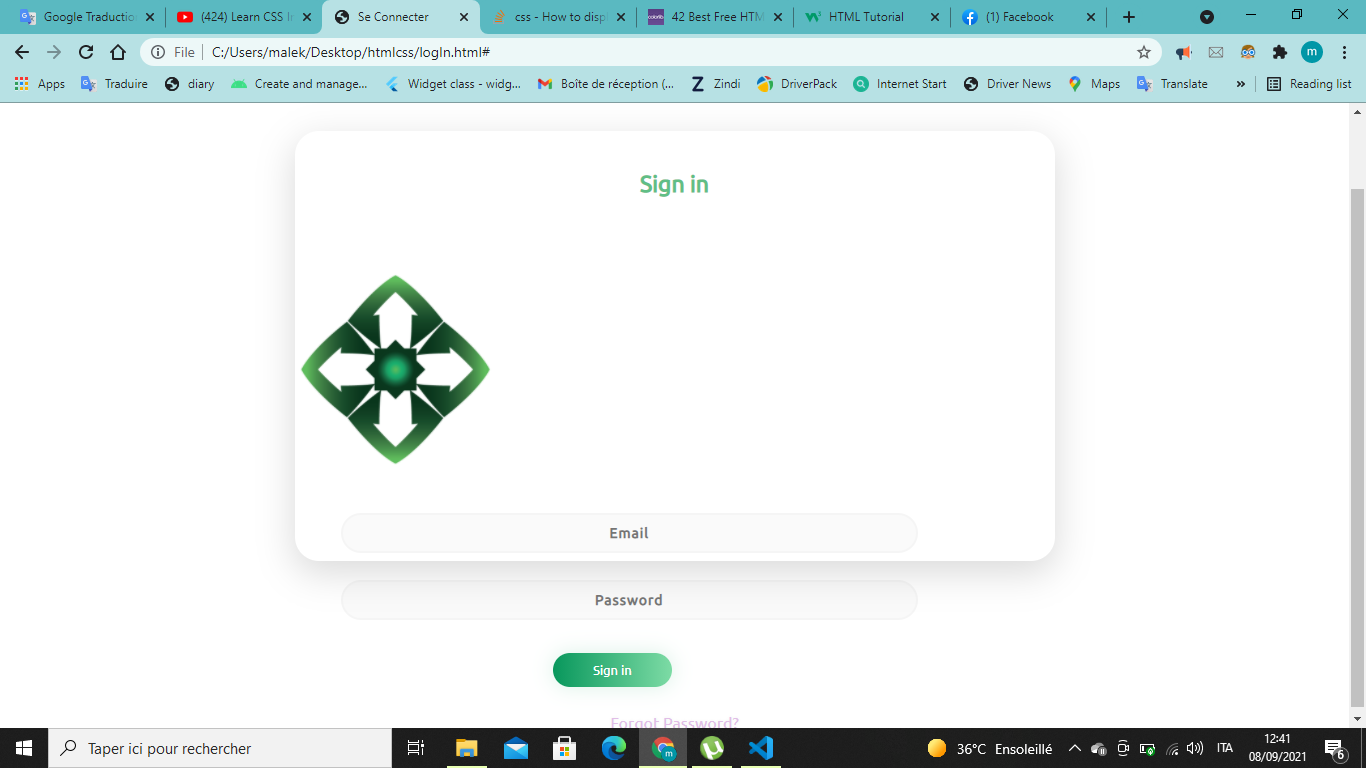 Google Traductio
(424) Learn CSS I
Se Connecter
css - How to displ
colorlib
42 Best Free HTM
HTML Tutorial
(1) Facebook
File
C:/Users/malek/Desktop/htmlcss/logIn.html#
m
Apps
Traduire
diary
Create and manage...
Widget class - widg...
Boîte de réception (...
Zindi
DriverPack
Internet Start
Driver News
Maps
Translate
»
Reading list
Sign in
Email
Password
Sign in
Forgot Password?
Taper ici pour rechercher
36°C Ensoleillé
ITA
12:41
08/09/2021
6